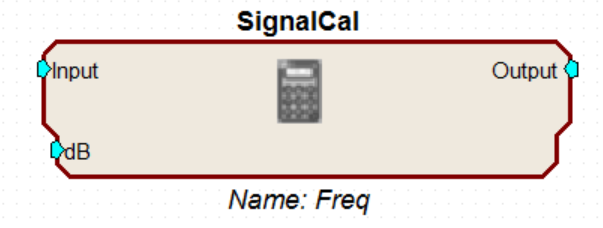 SignalCal
Input Output
dB
Name: Freq